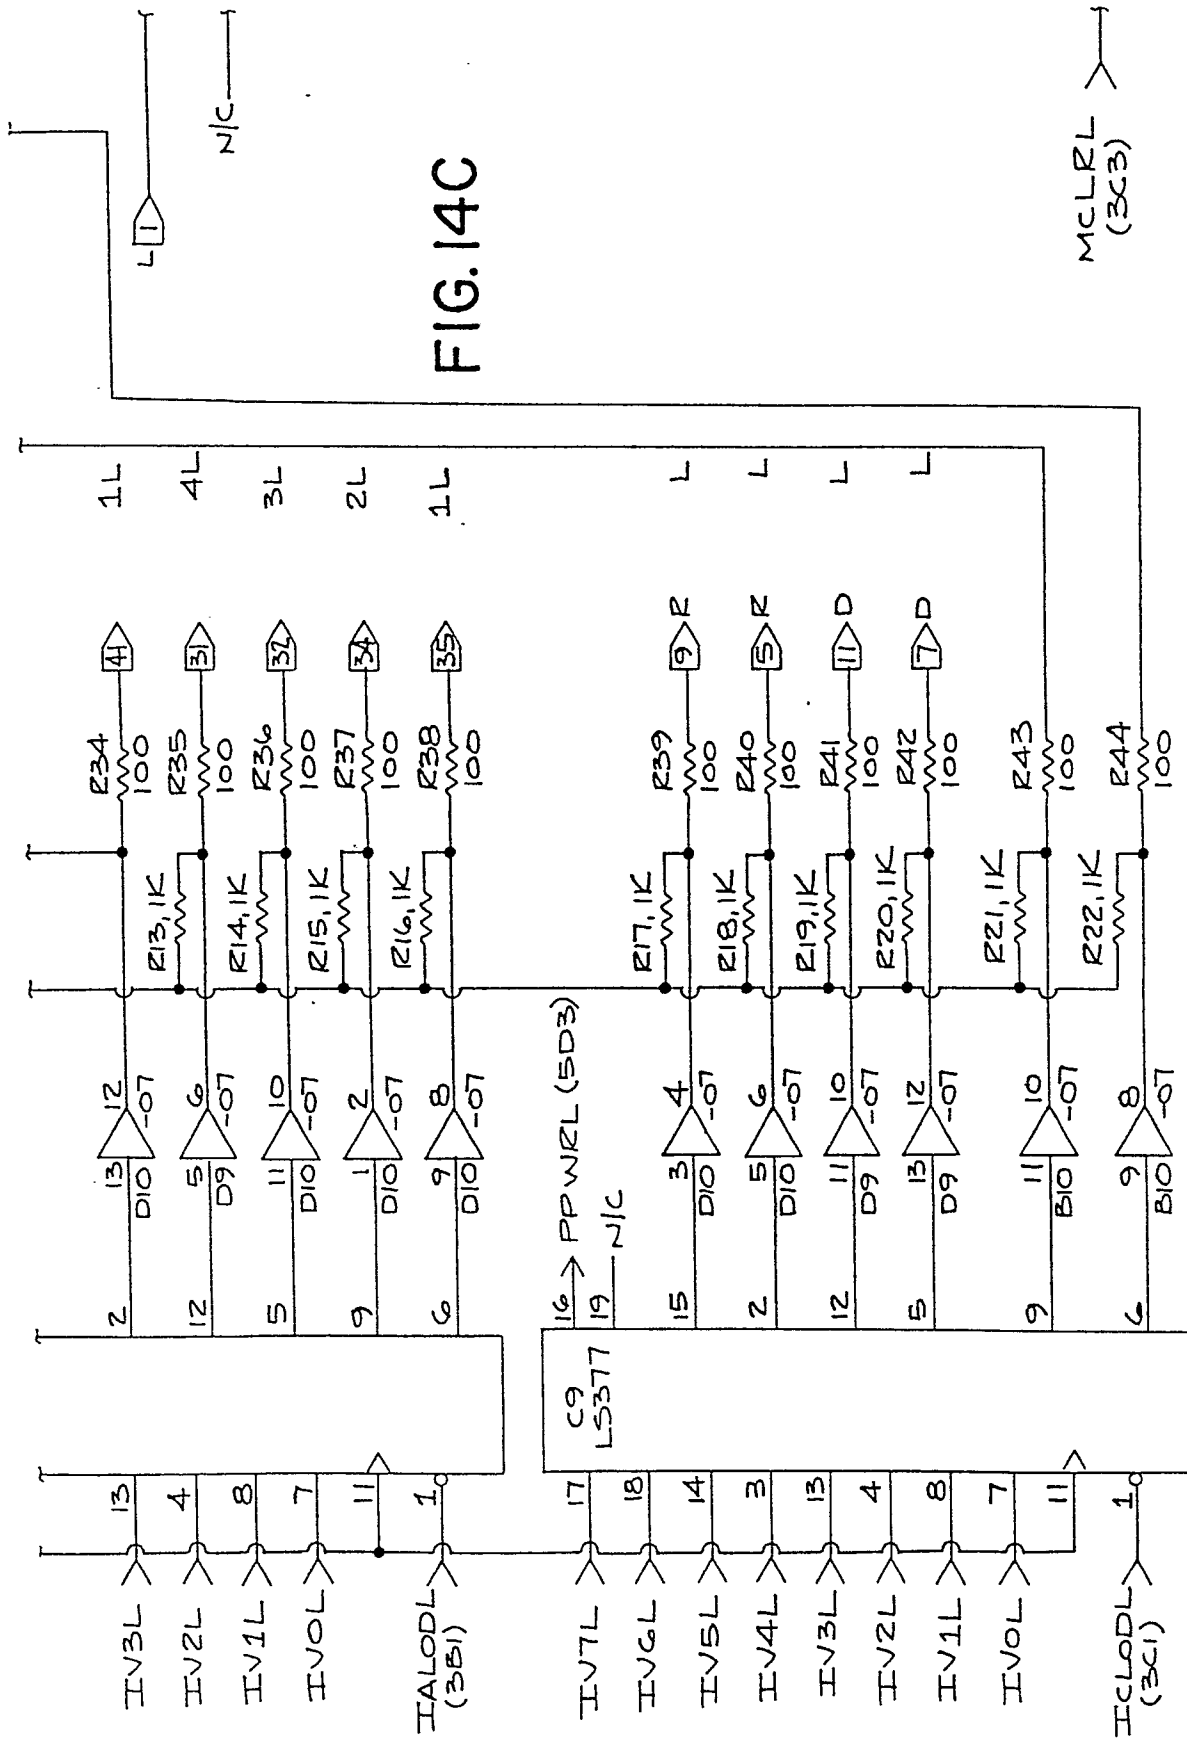 IV3L
IV2L
IV1L
IV0L
IALODL
(3B1)
13
4
8
7
11
1
2
12
5
9
6
13 12
D10 -07
5 6
D9 -07
11 10
D10 -07
1 2
D10 -07
9 8
D10 -07
R13, 1K
R14, 1K
R15, 1K
R16, 1K
R34
100
R35
100
R36
100
R37
100
R38
100
41
31
32
34
35
1L
4L
3L
2L
1L
L 1
N/C
FIG. 14C
IV7L
IV6L
IV5L
IV4L
IV3L
IV2L
IV1L
IV0L
ICLODL
(3C1)
17
18
14
3
13
4
8
7
11
1
C9
LS377
16 PPWRL (5D3)
19 N/C
15
2
12
5
9
6
3 4
D10 -07
5 6
D10 -07
11 10
D9 -07
13 12
D9 -07
11 10
B10 -07
9 8
B10 -07
R17, 1K
R18, 1K
R19, 1K
R20, 1K
R21, 1K
R22, 1K
R39
100
R40
100
R41
100
R42
100
R43
100
R44
100
9 R
5 R
11 D
7 D
L
L
L
L
MCLRL
(3C3)